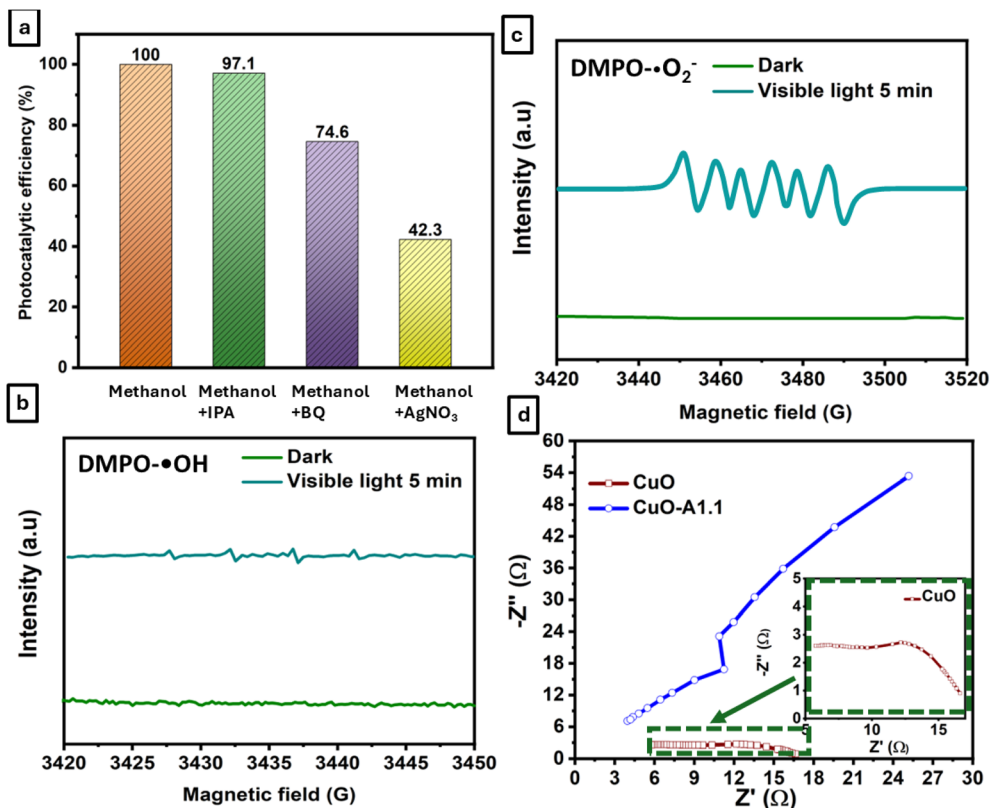 a
Photocatalytic efficiency (%)
100
80
60
40
20
0
100
97.1
74.6
42.3
Methanol
Methanol
+IPA
Methanol
+BQ
Methanol
+AgNO₃
b
DMPO-•OH
Dark
Visible light 5 min
Intensity (a.u)
3420 3425 3430 3435 3440 3445 3450
Magnetic field (G)
c
DMPO-·O₂⁻
Dark
Visible light 5 min
Intensity (a.u)
3420 3440 3460 3480 3500 3520
Magnetic field (G)
d
CuO
CuO-A1.1
-Z'' (Ω)
60
54
48
42
36
30
24
18
12
6
0
0 3 6 9 12 15 18 21 24 27 30
Z' (Ω)
CuO
-Z'' (Ω)
5
4
3
2
1
0
5 10 15
Z' (Ω)